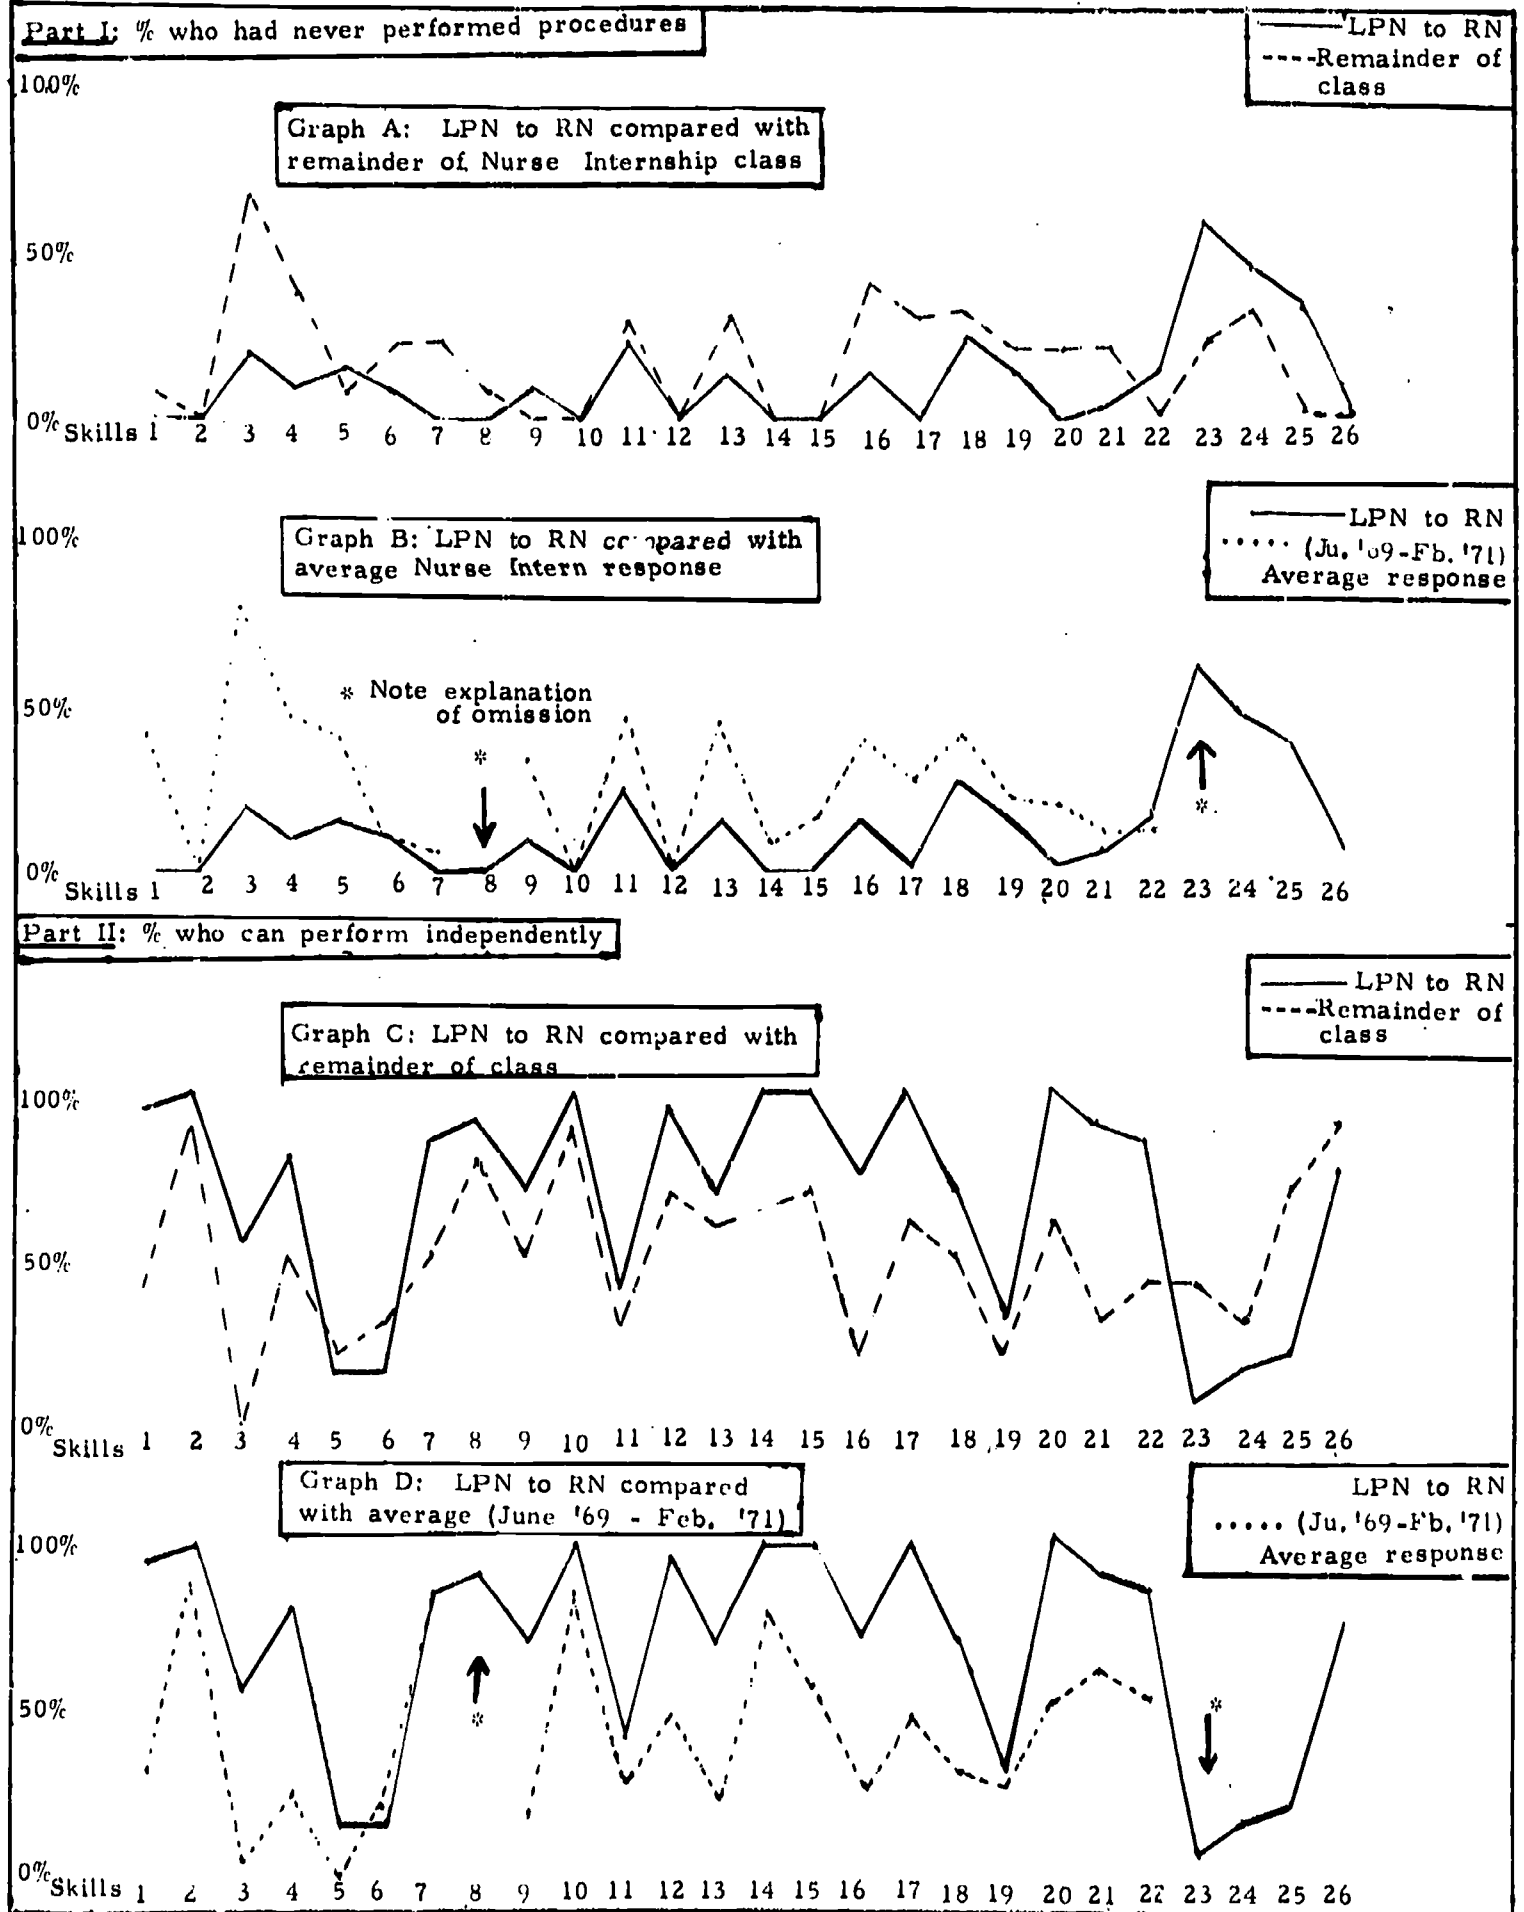 Part I: % who had never performed procedures
LPN to RN
----Remainder of
class
100%
Graph A: LPN to RN compared with
remainder of Nurse Internship class
50%
0%
Skills 1 2 3 4 5 6 7 8 9 10 11 12 13 14 15 16 17 18 19 20 21 22 23 24 25 26
LPN to RN
..... (Ju. '69-Fb. '71)
Average response
100%
Graph B: LPN to RN compared with
average Nurse Intern response
* Note explanation
of omission
50%
*
*
0%
Skills 1 2 3 4 5 6 7 8 9 10 11 12 13 14 15 16 17 18 19 20 21 22 23 24 25 26
Part II: % who can perform independently
LPN to RN
----Remainder of
class
Graph C: LPN to RN compared with
remainder of class
100%
50%
0%
Skills 1 2 3 4 5 6 7 8 9 10 11 12 13 14 15 16 17 18 19 20 21 22 23 24 25 26
Graph D: LPN to RN compared
with average (June '69 - Feb. '71)
LPN to RN
..... (Ju. '69-Fb. '71)
Average response
100%
50%
*
*
0%
Skills 1 2 3 4 5 6 7 8 9 10 11 12 13 14 15 16 17 18 19 20 21 22 23 24 25 26